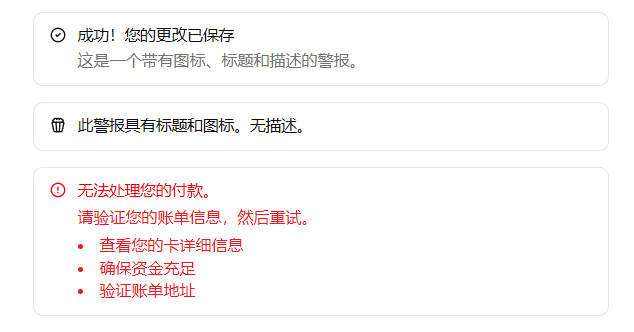 成功！您的更改已保存
这是一个带有图标、标题和描述的警报。
此警报具有标题和图标。无描述。
无法处理您的付款。
请验证您的账单信息，然后重试。
查看您的卡详细信息
确保资金充足
验证账单地址